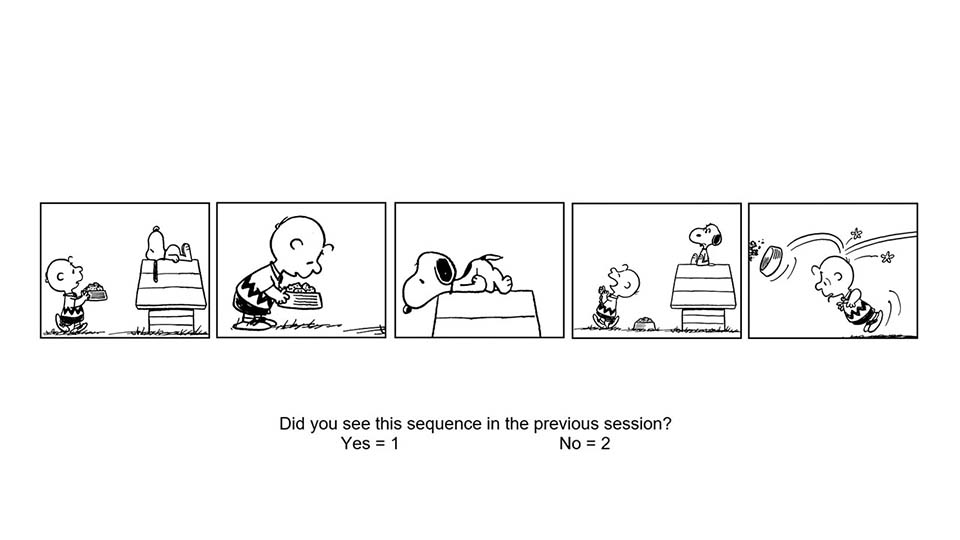 Did you see this sequence in the previous session?
Yes = 1 No = 2